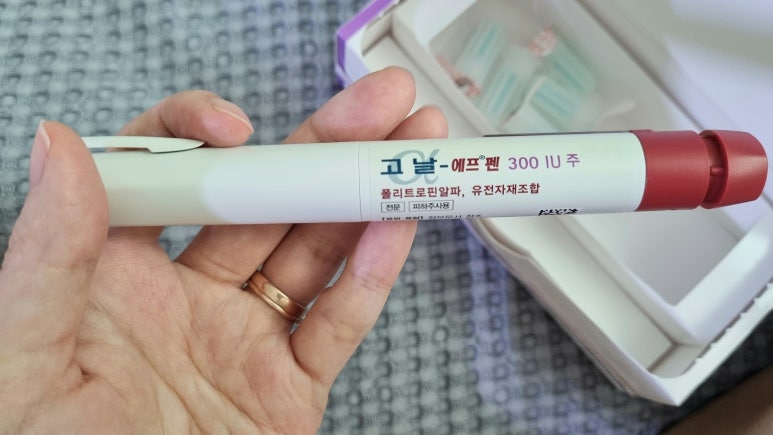 고날-에프®펜 300 IU 주
폴리트로핀알파, 유전자재조합
전문 피하주사용